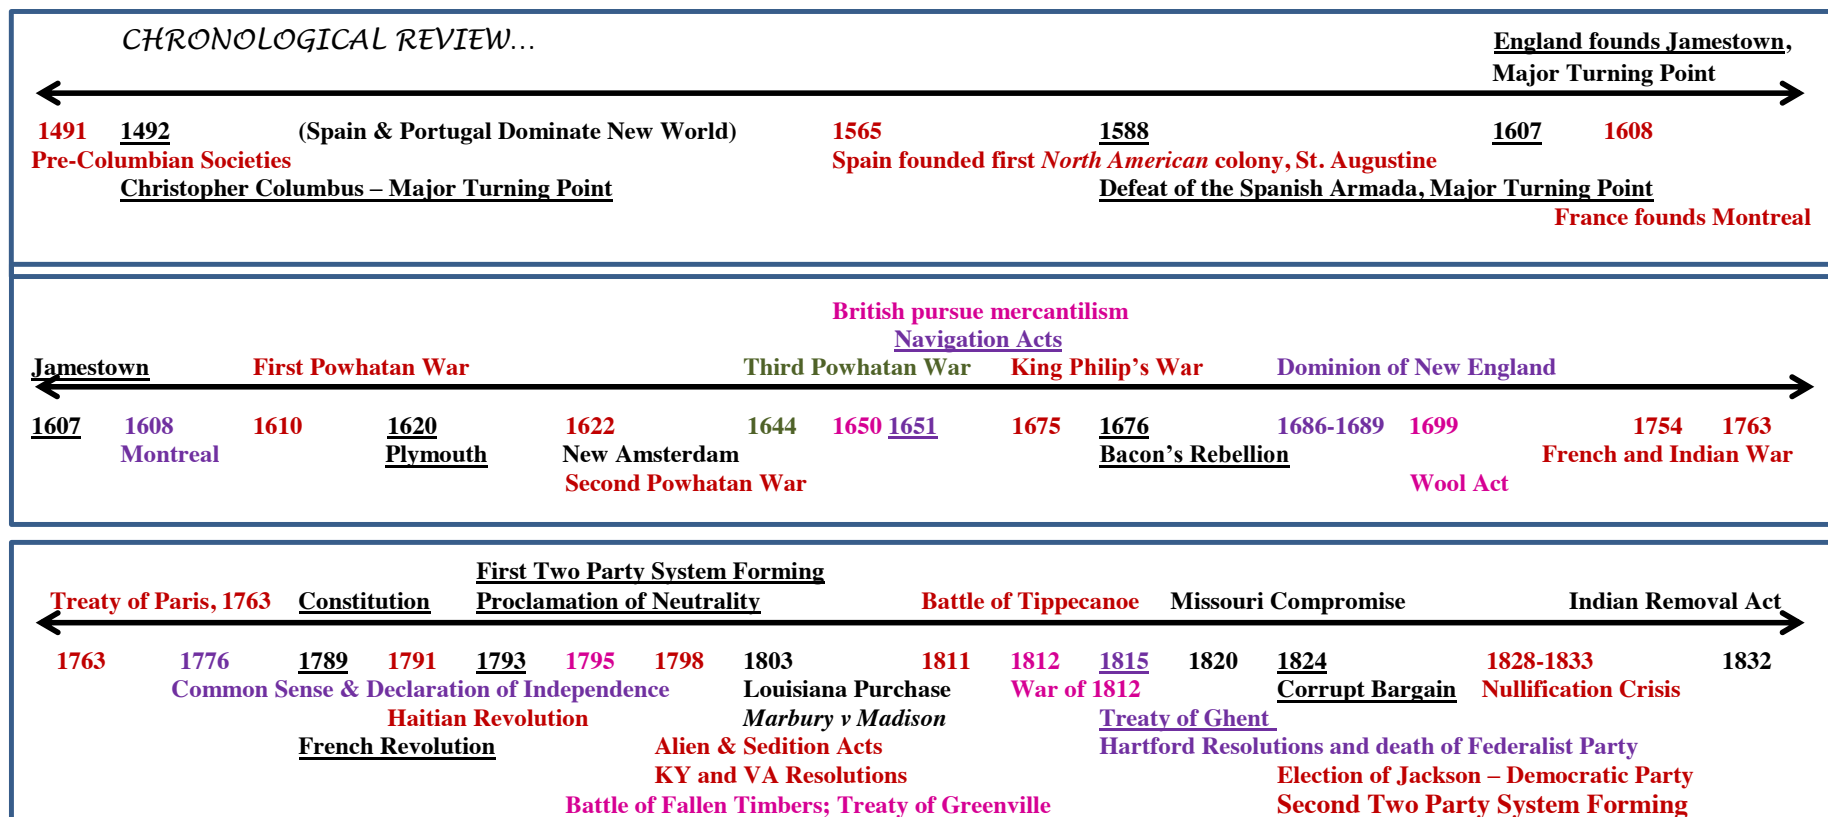 CHRONOLOGICAL REVIEW…
England founds Jamestown,
Major Turning Point
1491 1492 (Spain & Portugal Dominate New World) 1565 1588 1607 1608
Pre-Columbian Societies Spain founded first North American colony, St. Augustine
Christopher Columbus – Major Turning Point Defeat of the Spanish Armada, Major Turning Point
France founds Montreal
British pursue mercantilism
Navigation Acts
Jamestown First Powhatan War Third Powhatan War King Philip’s War Dominion of New England
1607 1608 1610 1620 1622 1644 1650 1651 1675 1676 1686-1689 1699 1754 1763
Montreal Plymouth New Amsterdam Bacon’s Rebellion French and Indian War
Second Powhatan War Wool Act
First Two Party System Forming
Treaty of Paris, 1763 Constitution Proclamation of Neutrality Battle of Tippecanoe Missouri Compromise Indian Removal Act
1763 1776 1789 1791 1793 1795 1798 1803 1811 1812 1815 1820 1824 1828-1833 1832
Common Sense & Declaration of Independence Louisiana Purchase War of 1812 Corrupt Bargain Nullification Crisis
Haitian Revolution Marbury v Madison Treaty of Ghent
French Revolution Alien & Sedition Acts Hartford Resolutions and death of Federalist Party
KY and VA Resolutions Election of Jackson – Democratic Party
Battle of Fallen Timbers; Treaty of Greenville Second Two Party System Forming